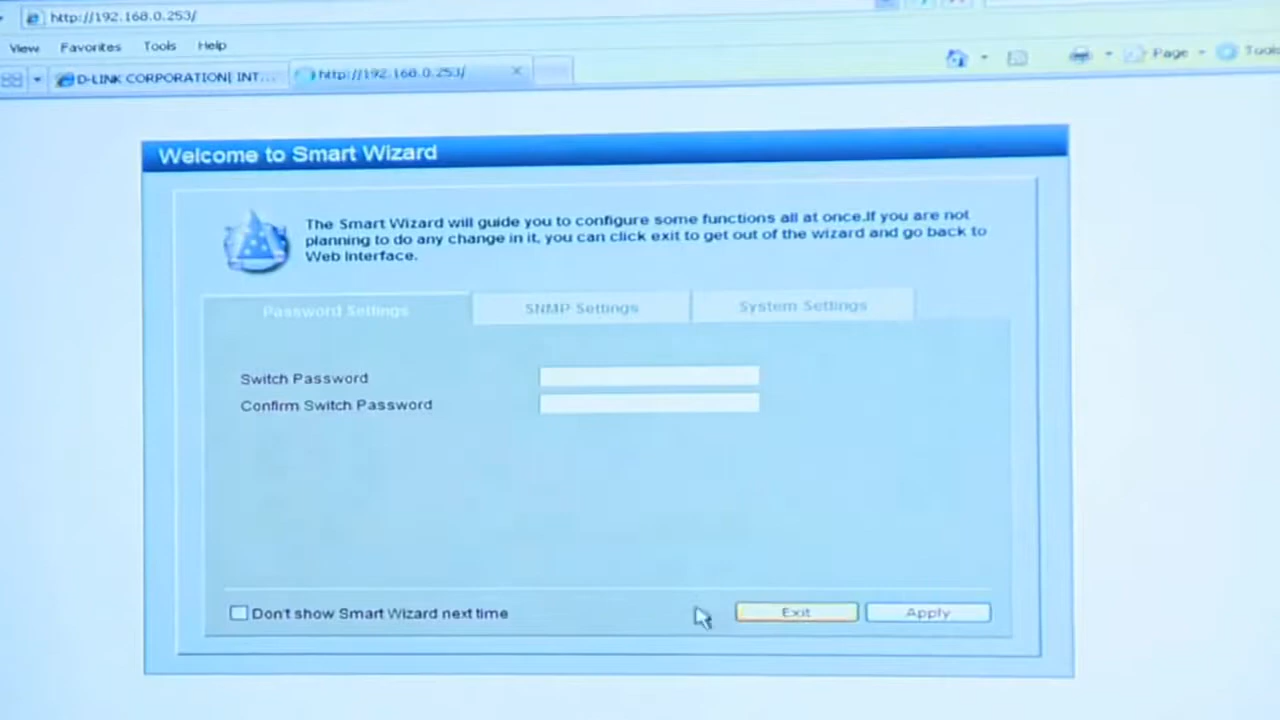 http://192.168.0.253/
View Favorites Tools Help
D-LINK CORPORATION| INT... http://192.168.0.253/ Page Tools
Welcome to Smart Wizard
The Smart Wizard will guide you to configure some functions all at once.If you are not
planning to do any change in it, you can click exit to get out of the wizard and go back to
Web Interface.
Password Settings SNMP Settings System Settings
Switch Password
Confirm Switch Password
Don't show Smart Wizard next time Exit Apply